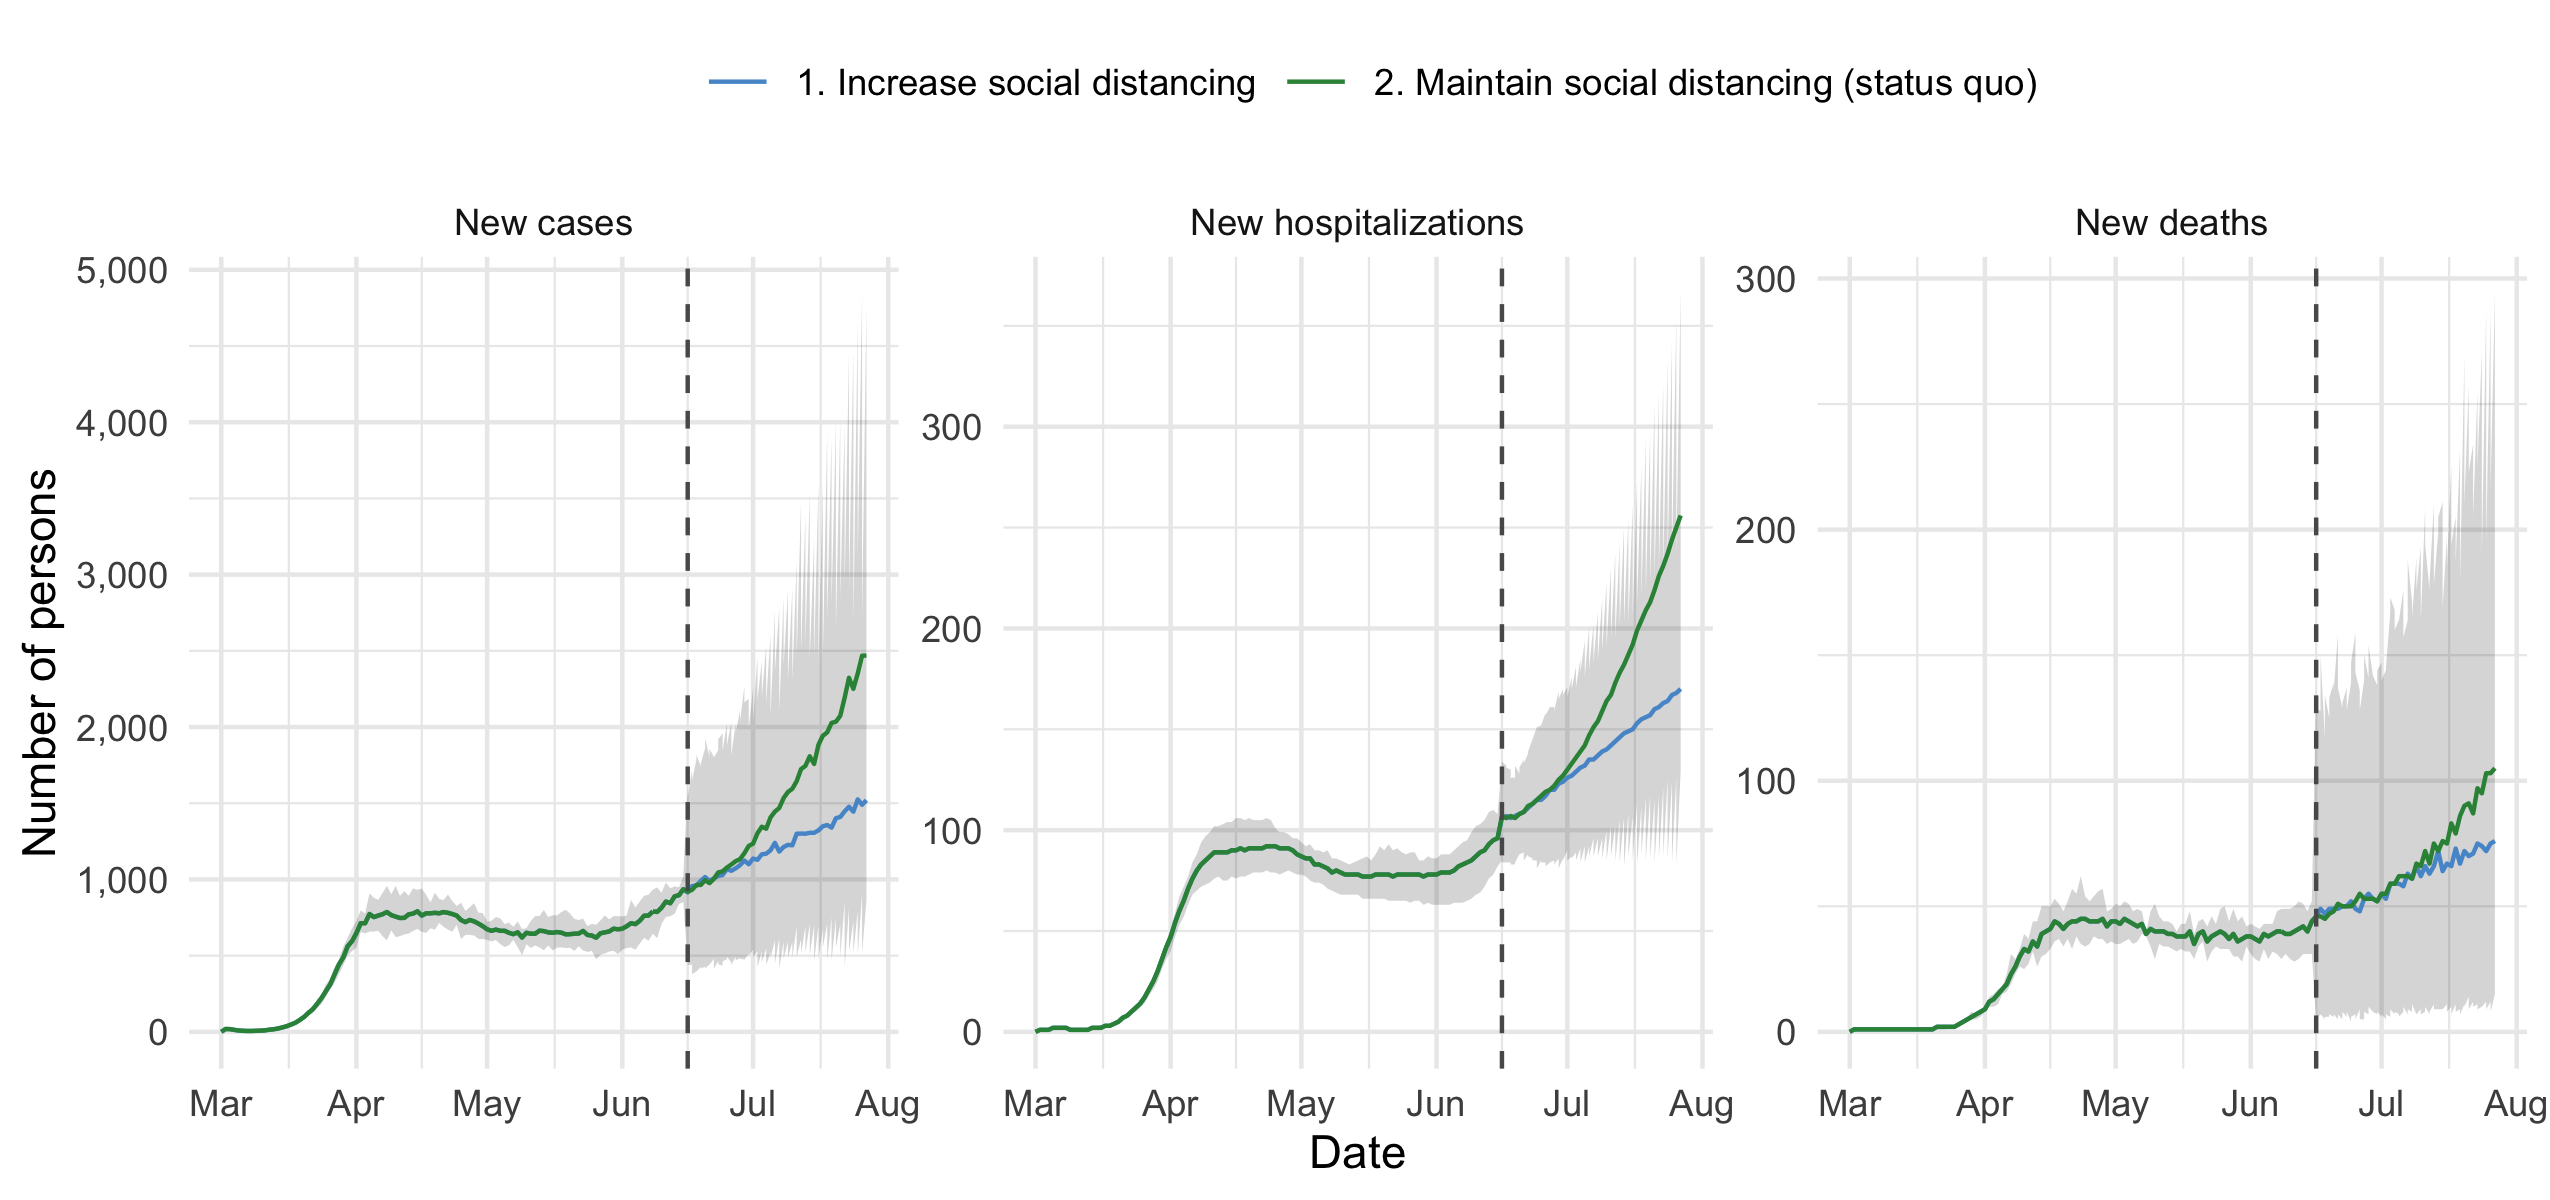 1. Increase social distancing 2. Maintain social distancing (status quo)
New cases New hospitalizations New deaths
Number of persons
5,000
4,000
3,000
2,000
1,000
0
300
200
100
0
300
200
100
0
Mar Apr May Jun Jul Aug Mar Apr May Jun Jul Aug Mar Apr May Jun Jul Aug
Date